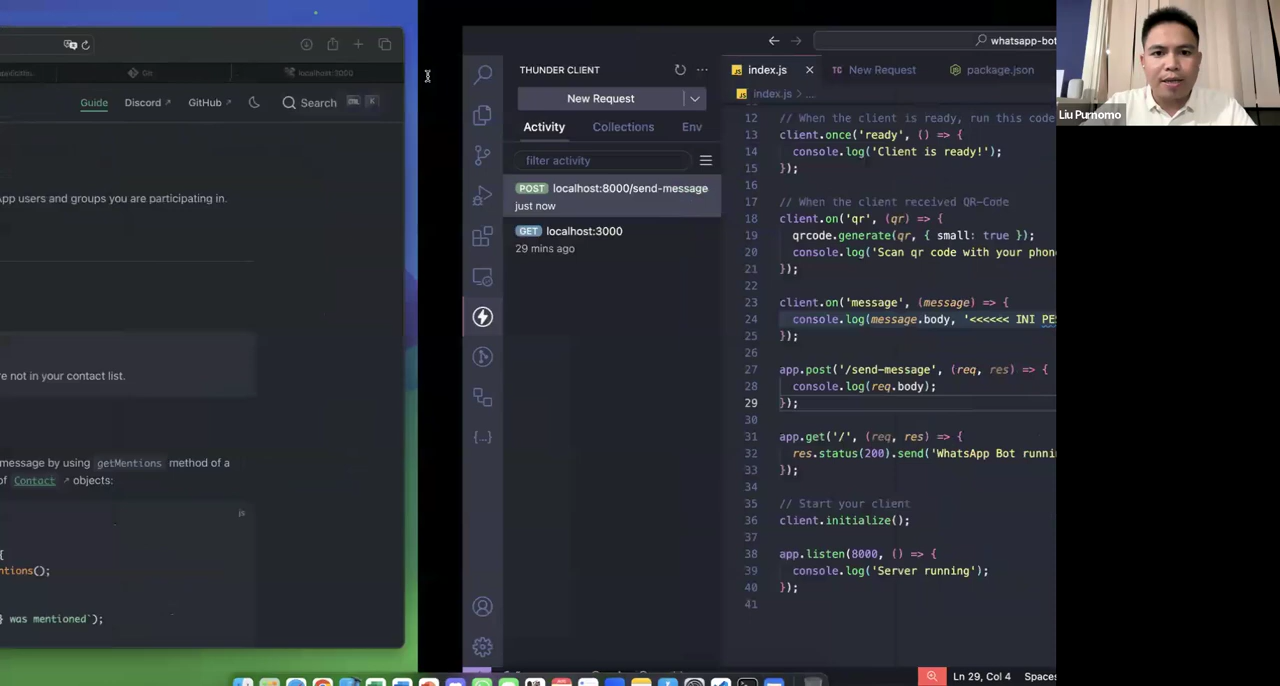 Git
localhost:3000
Guide
Discord
GitHub
Search
K
App users and groups you are participating in.
re not in your contact list.
message by using getMentions method of a
of Contact objects:
js
{
ntions();
} was mentioned`);
THUNDER CLIENT
New Request
Activity
Collections
Env
filter activity
POST localhost:8000/send-message
just now
GET localhost:3000
29 mins ago
whatsapp-bot
index.js
TC New Request
package.json
index.js > ...
12 // When the client is ready, run this code
13 client.once('ready', () => {
14 console.log('Client is ready!');
15 });
16
17 // When the client received QR-Code
18 client.on('qr', (qr) => {
19 qrcode.generate(qr, { small: true });
20 console.log('Scan qr code with your phon
21 });
22
23 client.on('message', (message) => {
24 console.log(message.body, '<<<<<< INI PES
25 });
26
27 app.post('/send-message', (req, res) => {
28 console.log(req.body);
29 });
30
31 app.get('/', (req, res) => {
32 res.status(200).send('WhatsApp Bot runni
33 });
34
35 // Start your client
36 client.initialize();
37
38 app.listen(8000, () => {
39 console.log('Server running');
40 });
41
Ln 29, Col 4
Spaces
Liu Purnomo